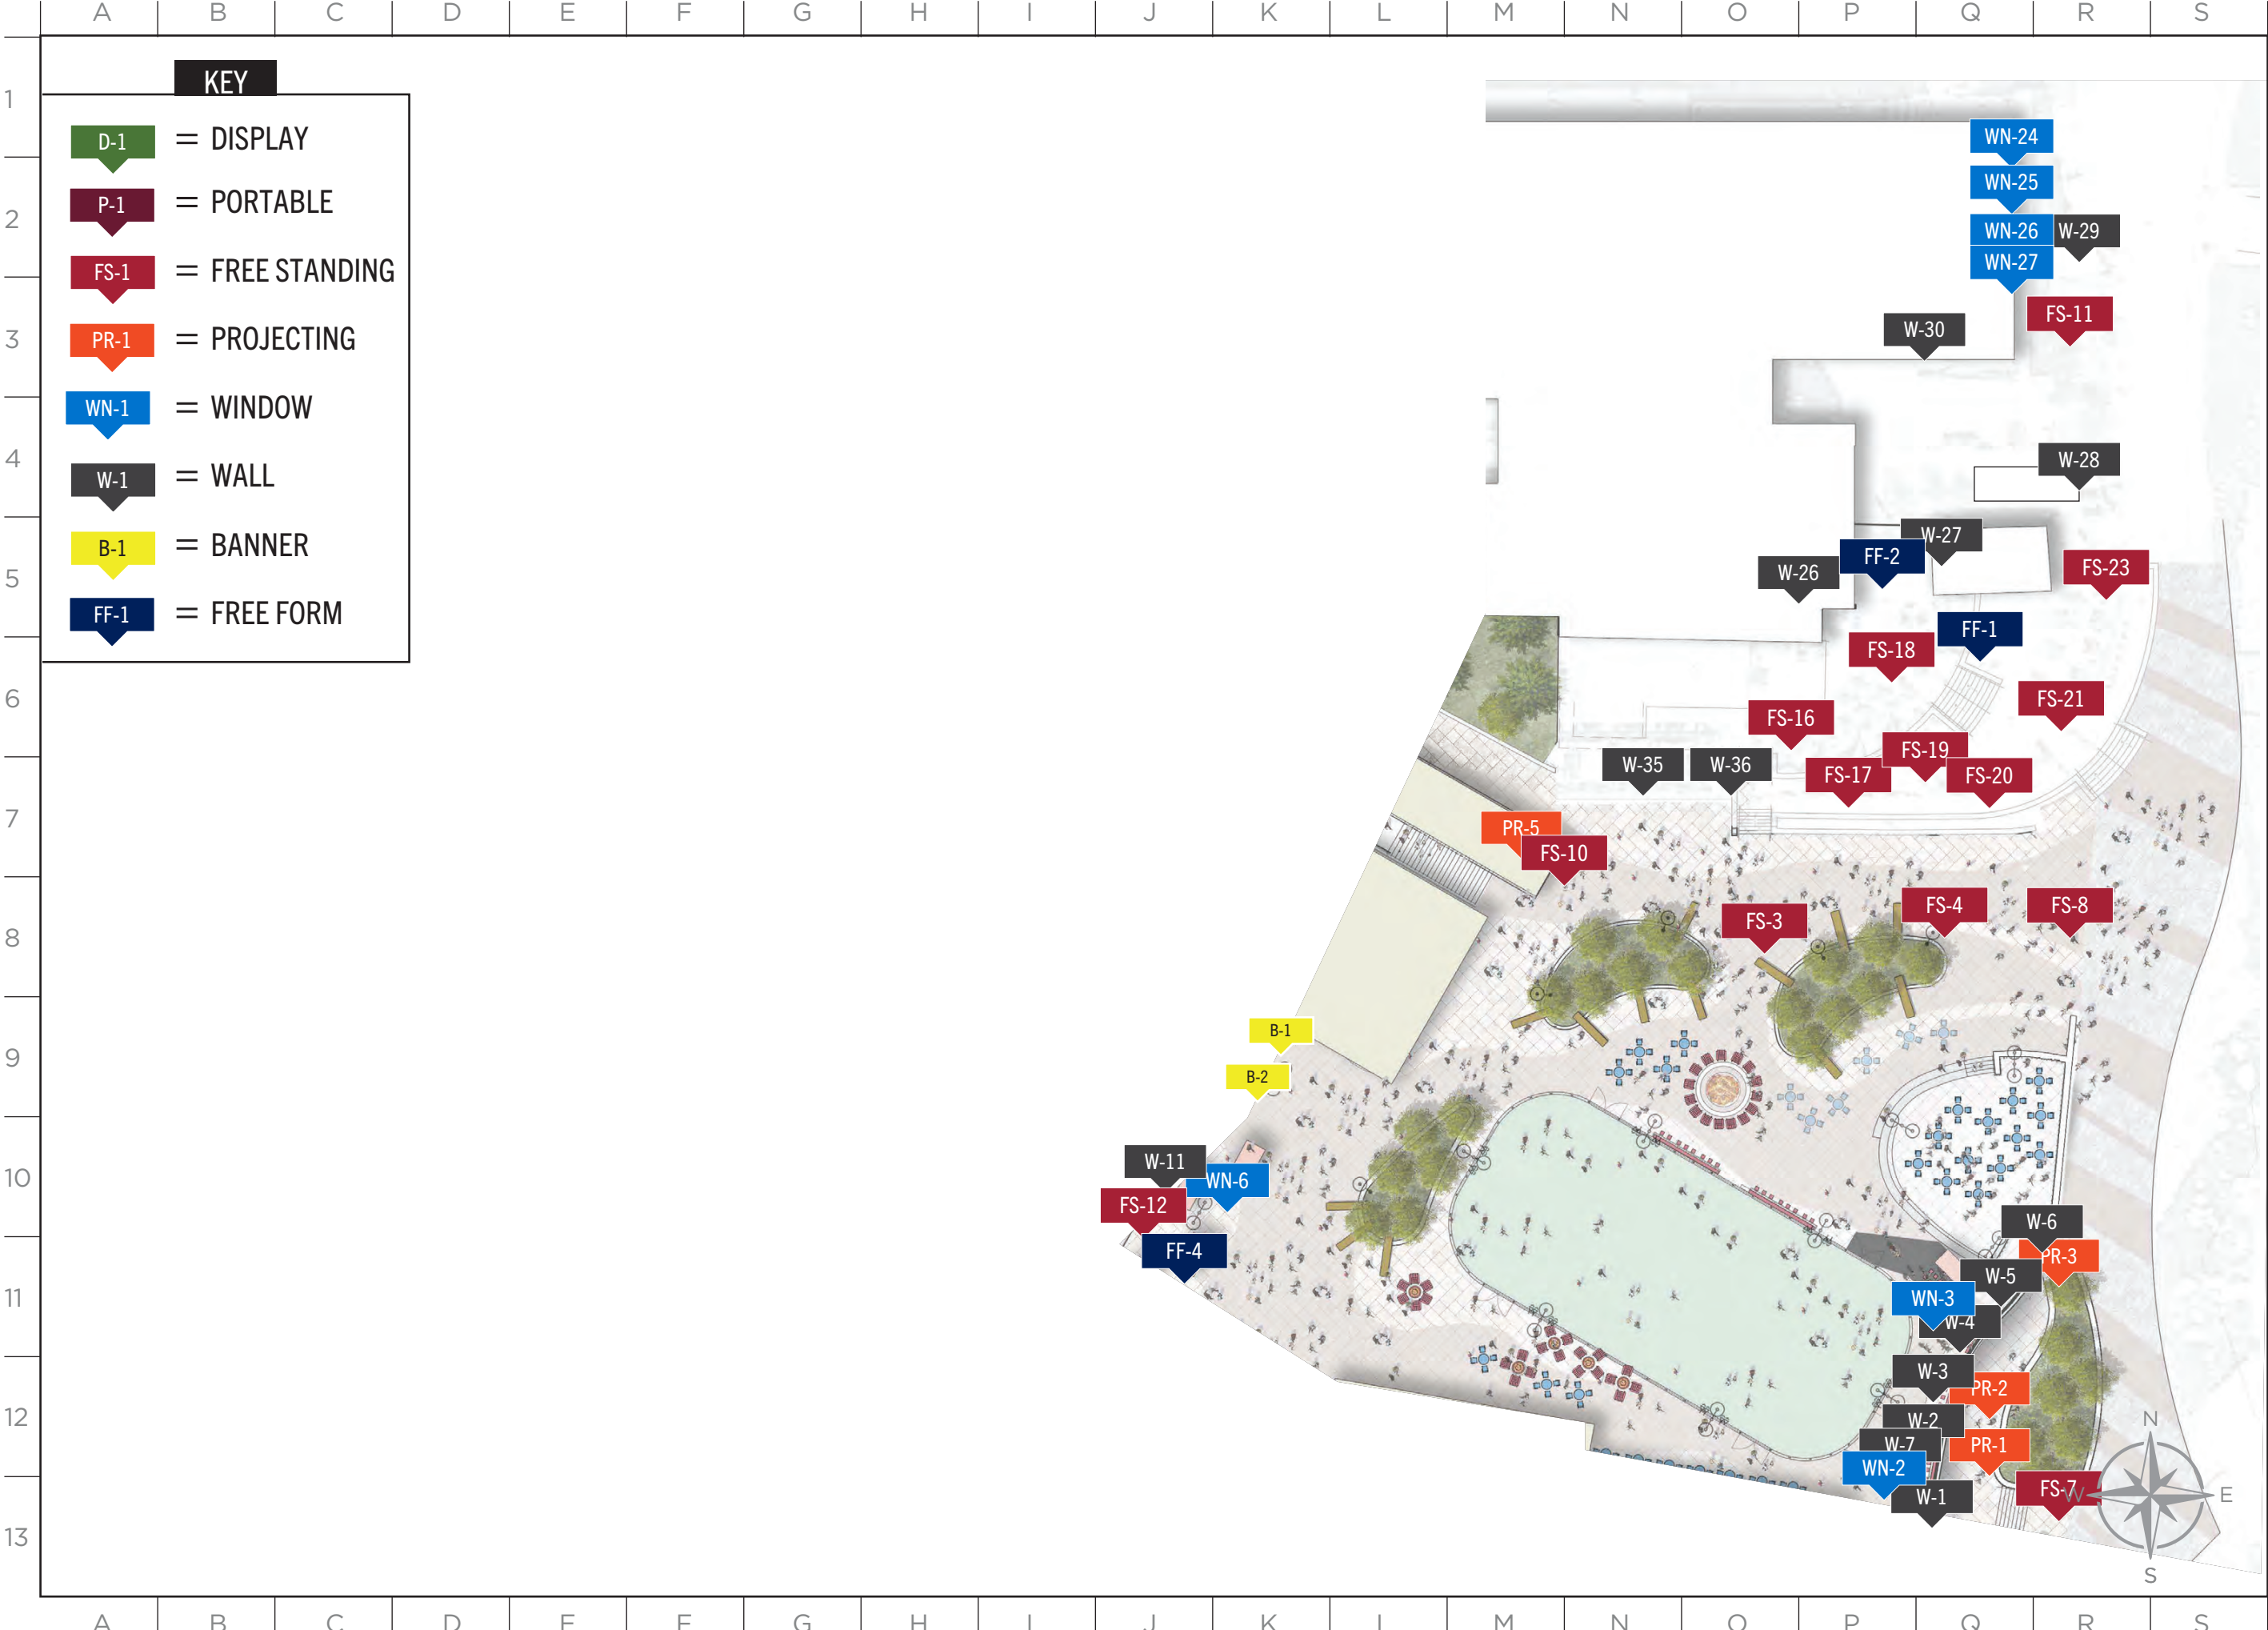 A B C D E F G H I J K L M N O P Q R S
KEY
D-1 = DISPLAY
P-1 = PORTABLE
FS-1 = FREE STANDING
PR-1 = PROJECTING
WN-1 = WINDOW
W-1 = WALL
B-1 = BANNER
FF-1 = FREE FORM
1
2
3
4
5
6
7
8
9
10
11
12
13
WN-24
WN-25
WN-26 W-29
WN-27
FS-11
W-30
W-28
W-27
FF-2
FS-23
W-26
FF-1
FS-18
FS-21
FS-16
FS-19
W-35 W-36
FS-17 FS-20
PR-5
FS-10
FS-4 FS-8
FS-3
B-1
B-2
W-11
WN-6
FS-12
W-6
FF-4
PR-3
W-5
WN-3
W-4
W-3
PR-2
W-2
W-7 PR-1
WN-2
FS-7
W-1
N
W E
S
A B C D E F G H I J K L M N O P Q R S